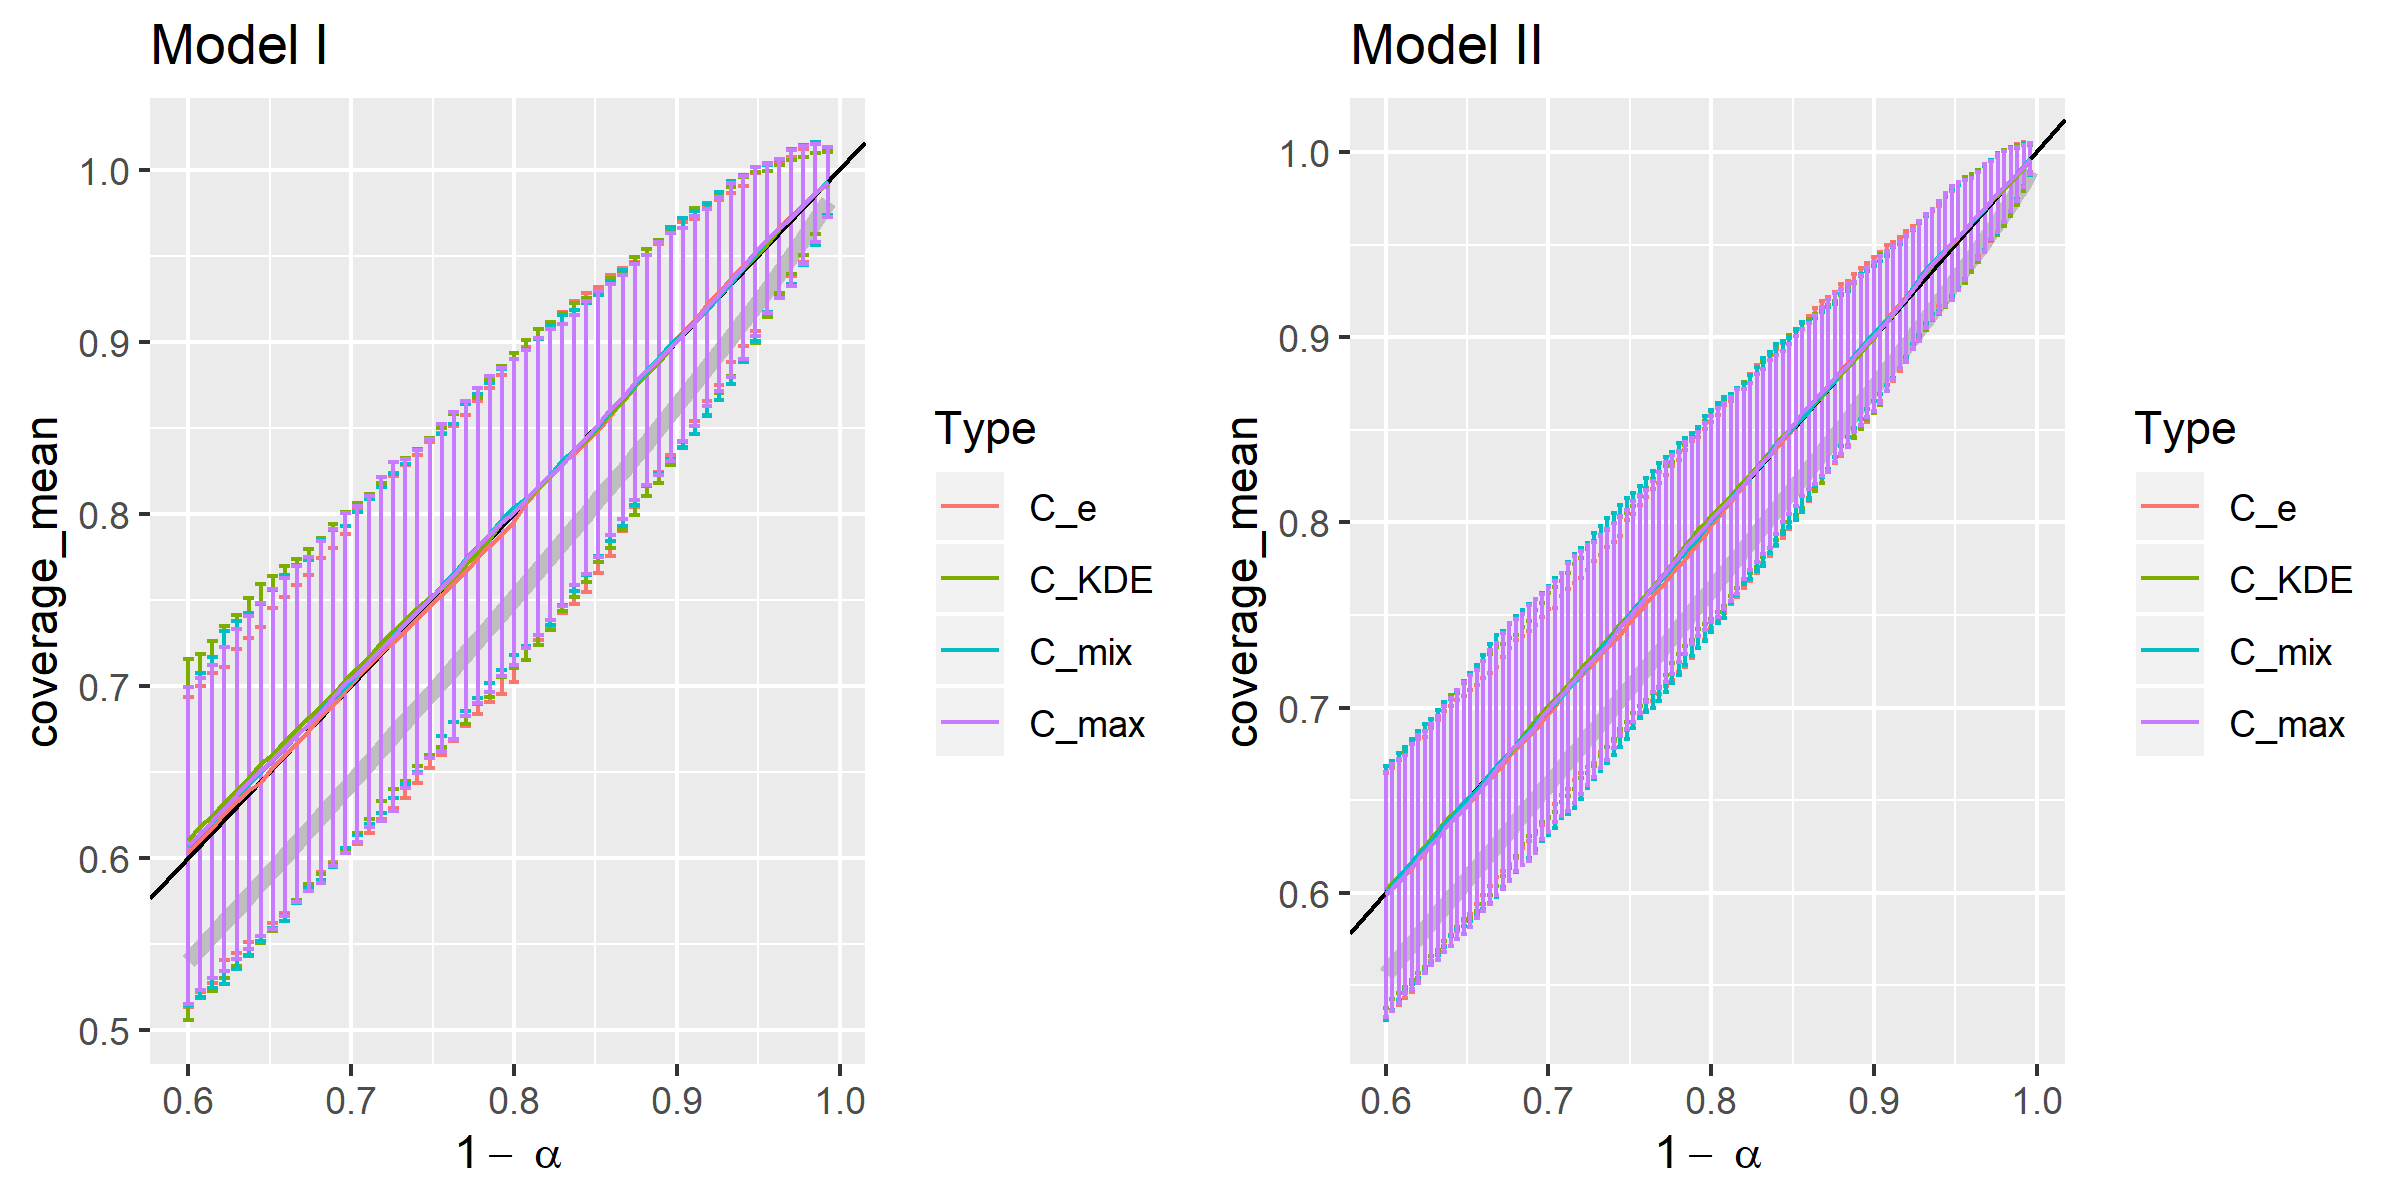 Model I
coverage_mean
1.0
0.9
0.8
0.7
0.6
0.5
0.6 0.7 0.8 0.9 1.0
1 − α
Type
C_e
C_KDE
C_mix
C_max
Model II
coverage_mean
1.0
0.9
0.8
0.7
0.6
0.6 0.7 0.8 0.9 1.0
1 − α
Type
C_e
C_KDE
C_mix
C_max